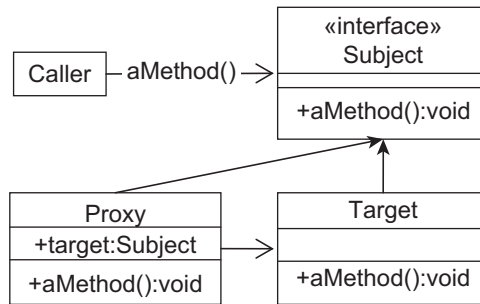 «interface»
Subject
Caller
aMethod()
+aMethod():void
Proxy
+target:Subject
+aMethod():void
Target
+aMethod():void